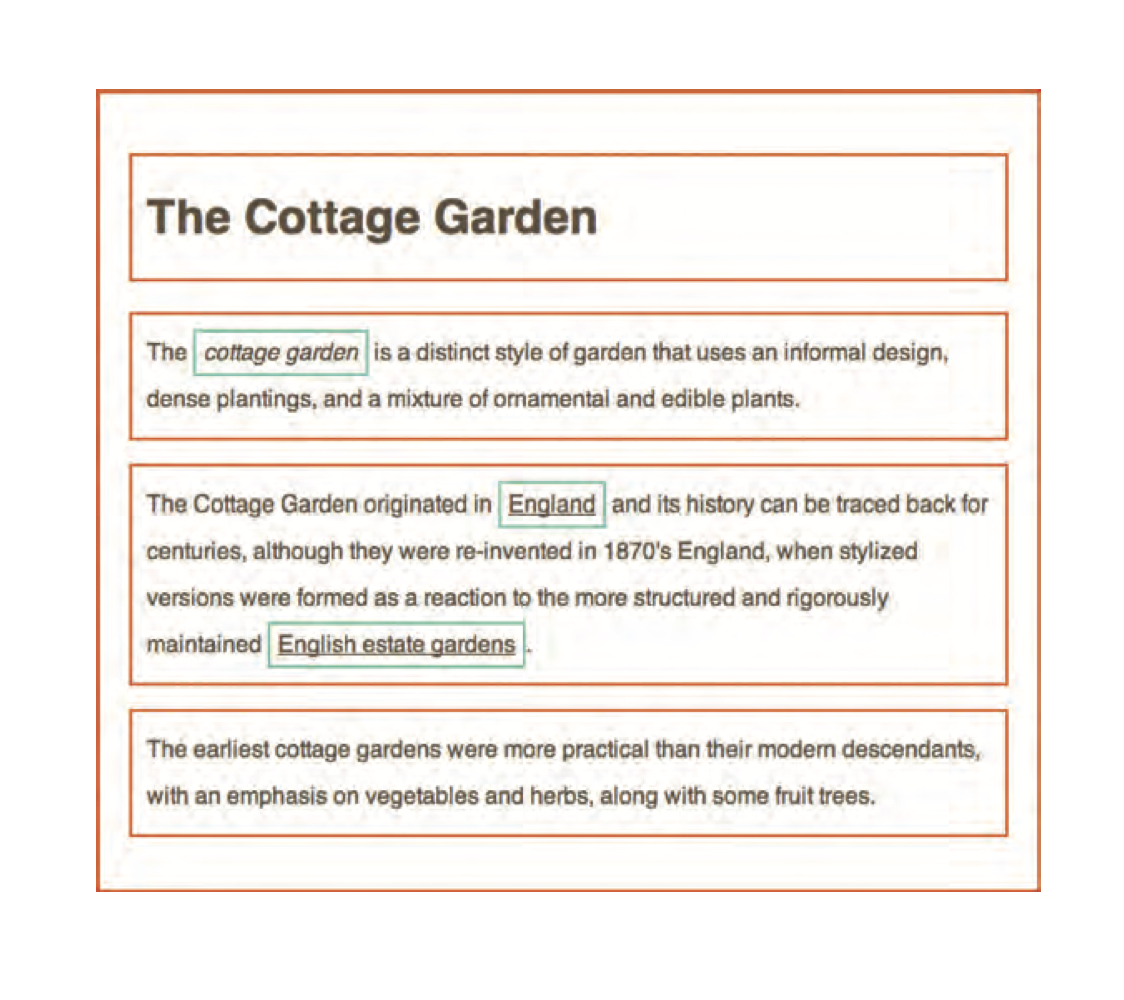 The Cottage Garden
The cottage garden is a distinct style of garden that uses an informal design,
dense plantings, and a mixture of ornamental and edible plants.
The Cottage Garden originated in England and its history can be traced back for
centuries, although they were re-invented in 1870's England, when stylized
versions were formed as a reaction to the more structured and rigorously
maintained English estate gardens.
The earliest cottage gardens were more practical than their modern descendants,
with an emphasis on vegetables and herbs, along with some fruit trees.